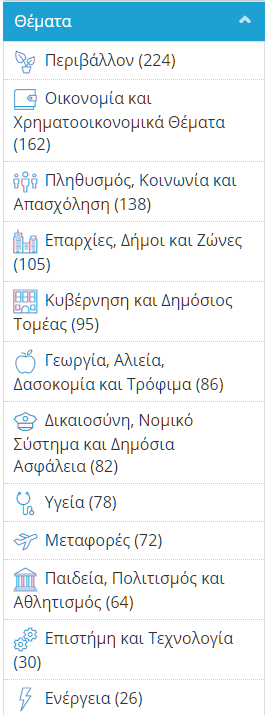 Θέματα
Περιβάλλον (224)
Οικονομία και
Χρηματοοικονομικά Θέματα
(162)
Πληθυσμός, Κοινωνία και
Απασχόληση (138)
Επαρχίες, Δήμοι και Ζώνες
(105)
Κυβέρνηση και Δημόσιος
Τομέας (95)
Γεωργία, Αλιεία,
Δασοκομία και Τρόφιμα (86)
Δικαιοσύνη, Νομικό
Σύστημα και Δημόσια
Ασφάλεια (82)
Υγεία (78)
Μεταφορές (72)
Παιδεία, Πολιτισμός και
Αθλητισμός (64)
Επιστήμη και Τεχνολογία
(30)
Ενέργεια (26)